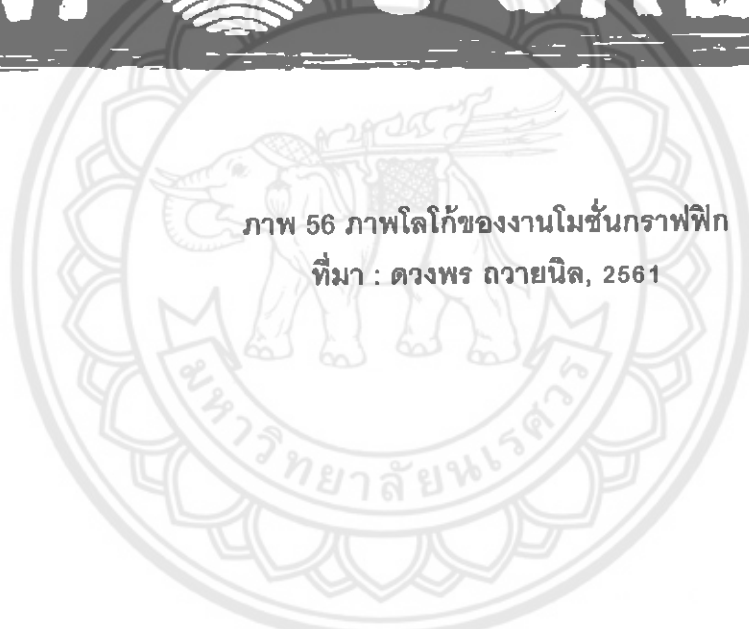 ภาพ 56 ภาพโลโก้ของงานโมชั่นกราฟฟิก
ที่มา : ดวงพร ถวายนิล, 2561
มหาวิทยาลัยนเรศวร